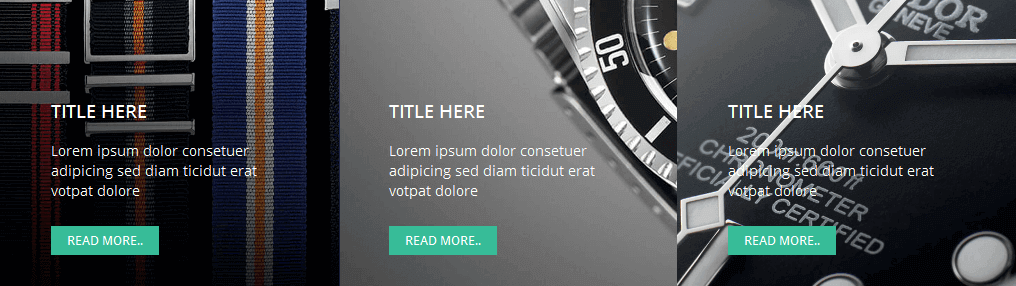 TITLE HERE
Lorem ipsum dolor consetuer
adipicing sed diam ticidut erat
votpat dolore
READ MORE..
50
TITLE HERE
Lorem ipsum dolor consetuer
adipicing sed diam ticidut erat
votpat dolore
READ MORE..
GENEVE
TITLE HERE
200m:660ft
CHRONOMETER
CERTIFIED
Lorem ipsum dolor consetuer
adipicing sed diam ticidut erat
votpat dolore
READ MORE..